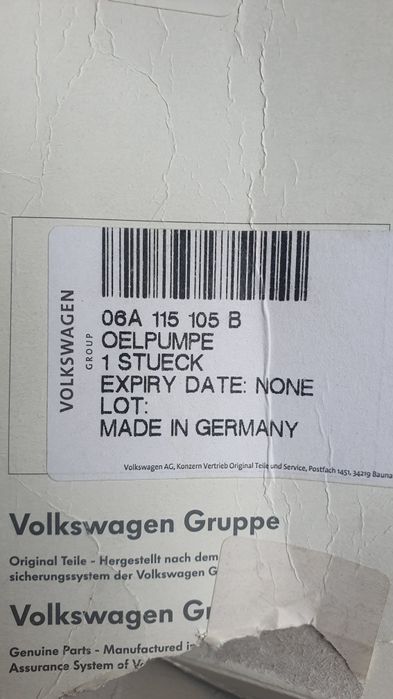 VOLKSWAGEN
GROUP
06A 115 105 B
OELPUMPE
1 STUECK
EXPIRY DATE: NONE
LOT:
MADE IN GERMANY
Volkswagen AG, Konzern Vertrieb Original Teile und Service, Postfach 1451, 34219 Bauna
Volkswagen Gruppe
Original Teile - Hergestellt nach dem
sicherungssystem der Volkswagen G
Volkswagen Gr
Genuine Parts - Manufactured in
Assurance System of V